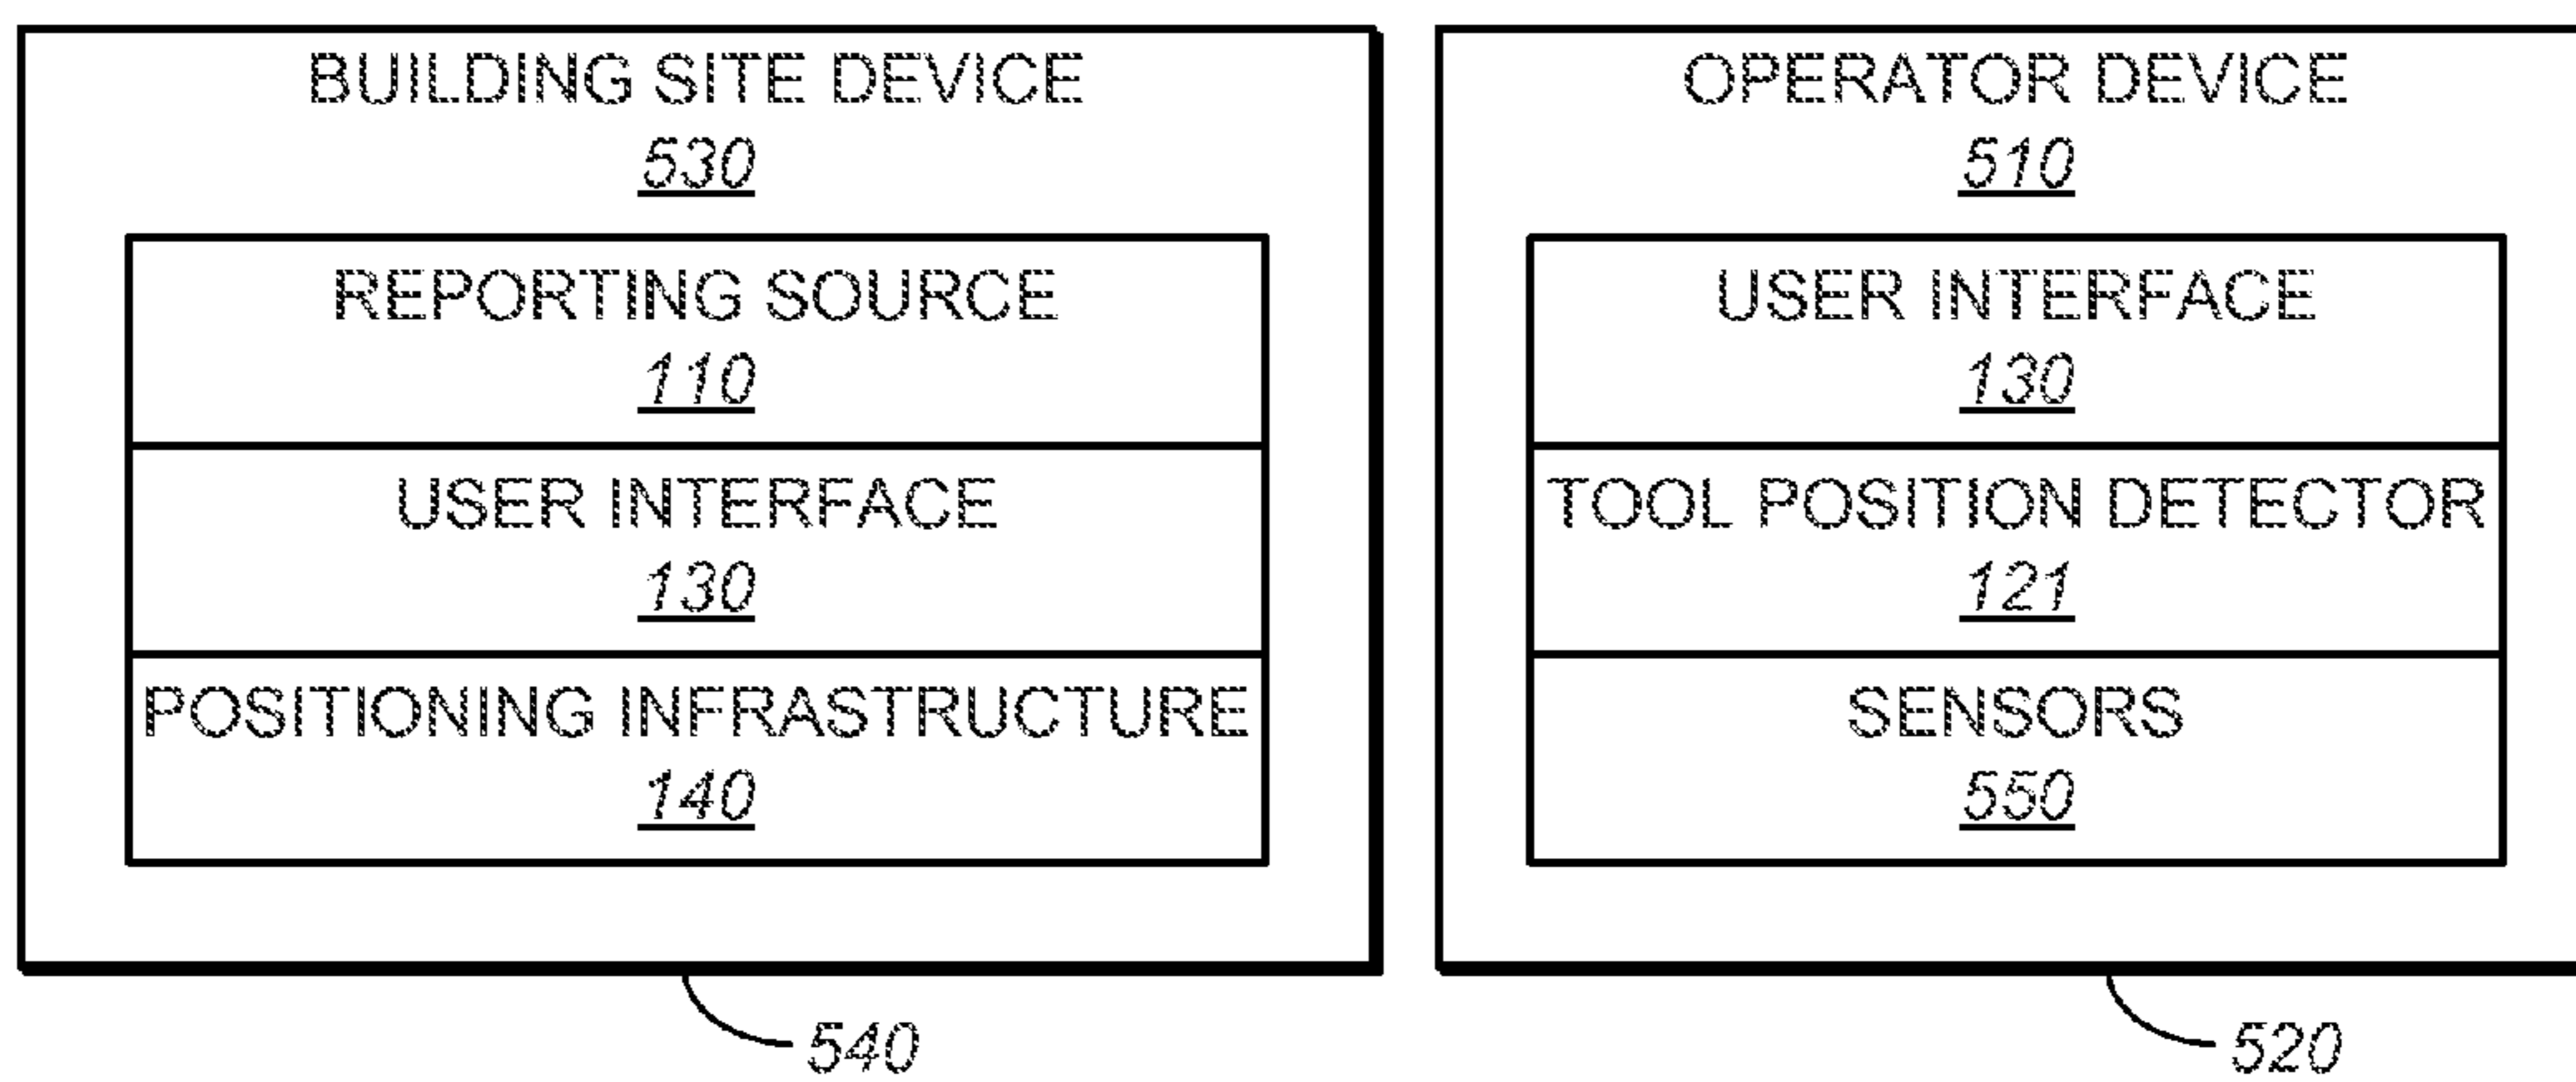 BUILDING SITE DEVICE
530
REPORTING SOURCE
110
USER INTERFACE
130
POSITIONING INFRASTRUCTURE
140
540
OPERATOR DEVICE
510
USER INTERFACE
130
TOOL POSITION DETECTOR
121
SENSORS
550
520